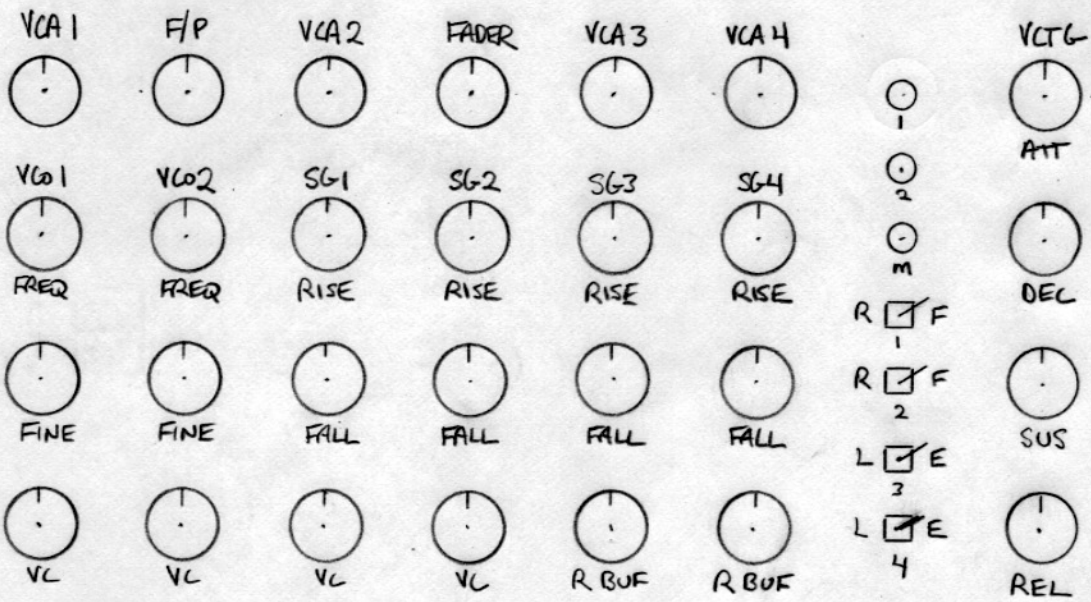 VCA 1 F/P VCA 2 FADER VCA 3 VCA 4 VCTG
1
ATT
VCO 1 VCO2 SG1 SG2 SG3 SG4
2
M
FREQ FREQ RISE RISE RISE RISE DEC
R F
1
R F
2
FINE FINE FALL FALL FALL FALL SUS
L E
3
L E
4
VC VC VC VC R BUF R BUF REL